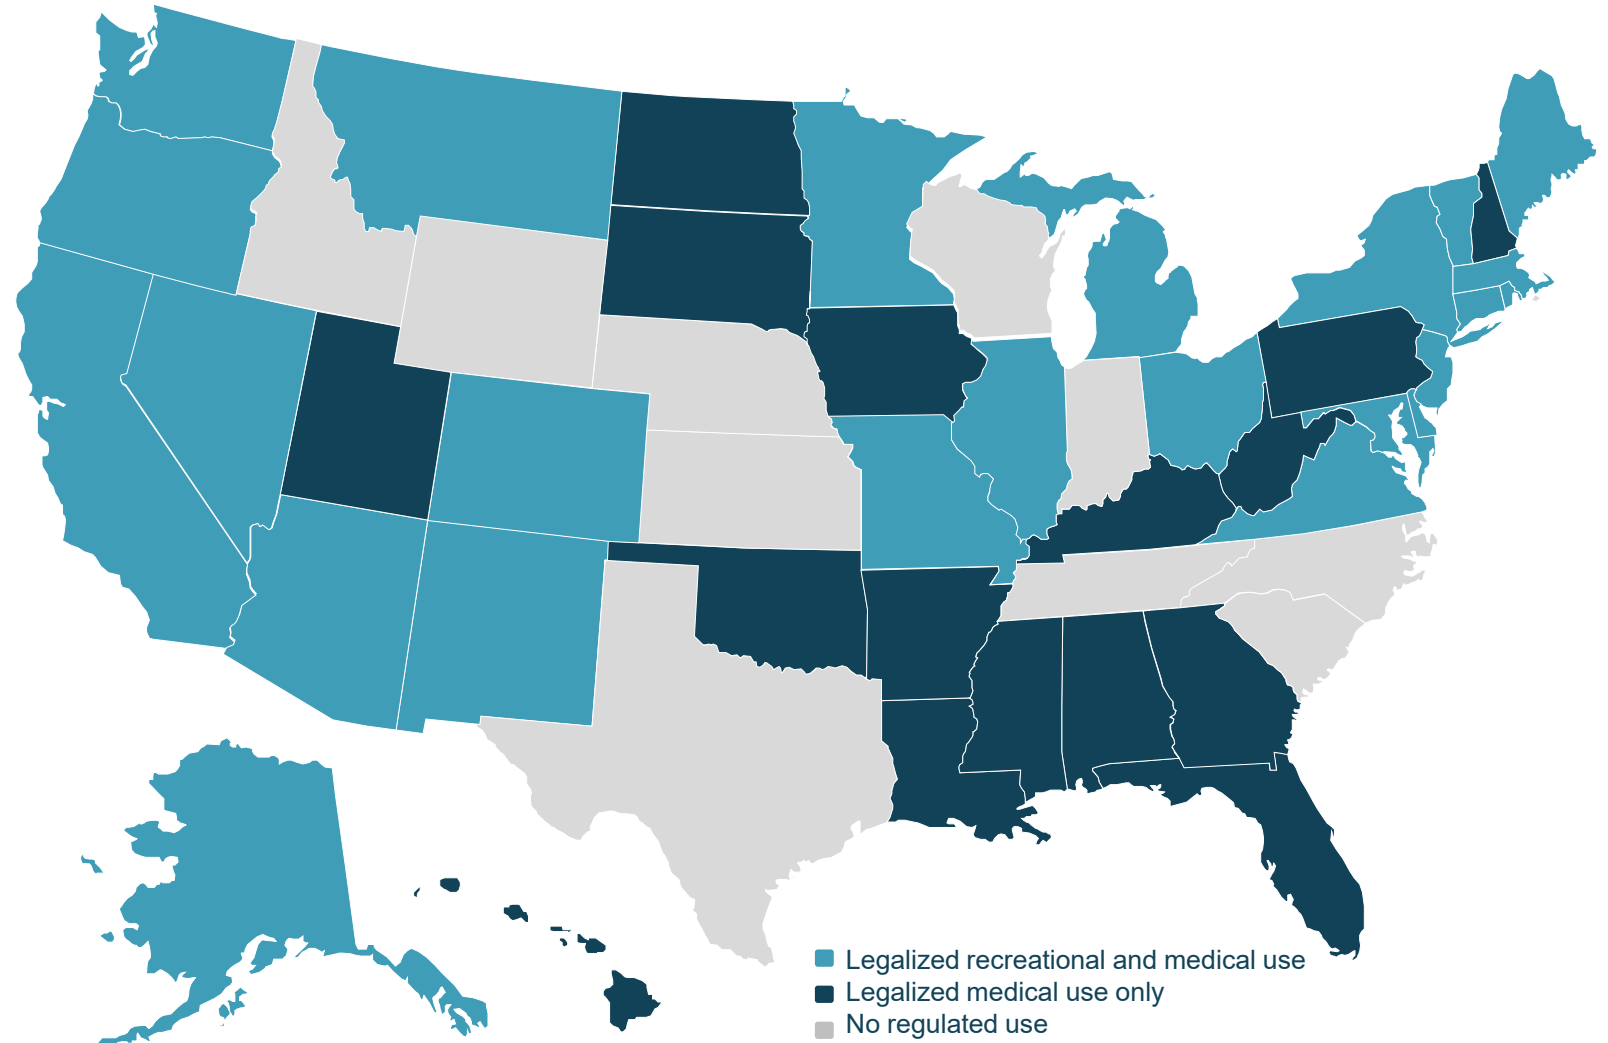 Legalized recreational and medical use
Legalized medical use only
No regulated use